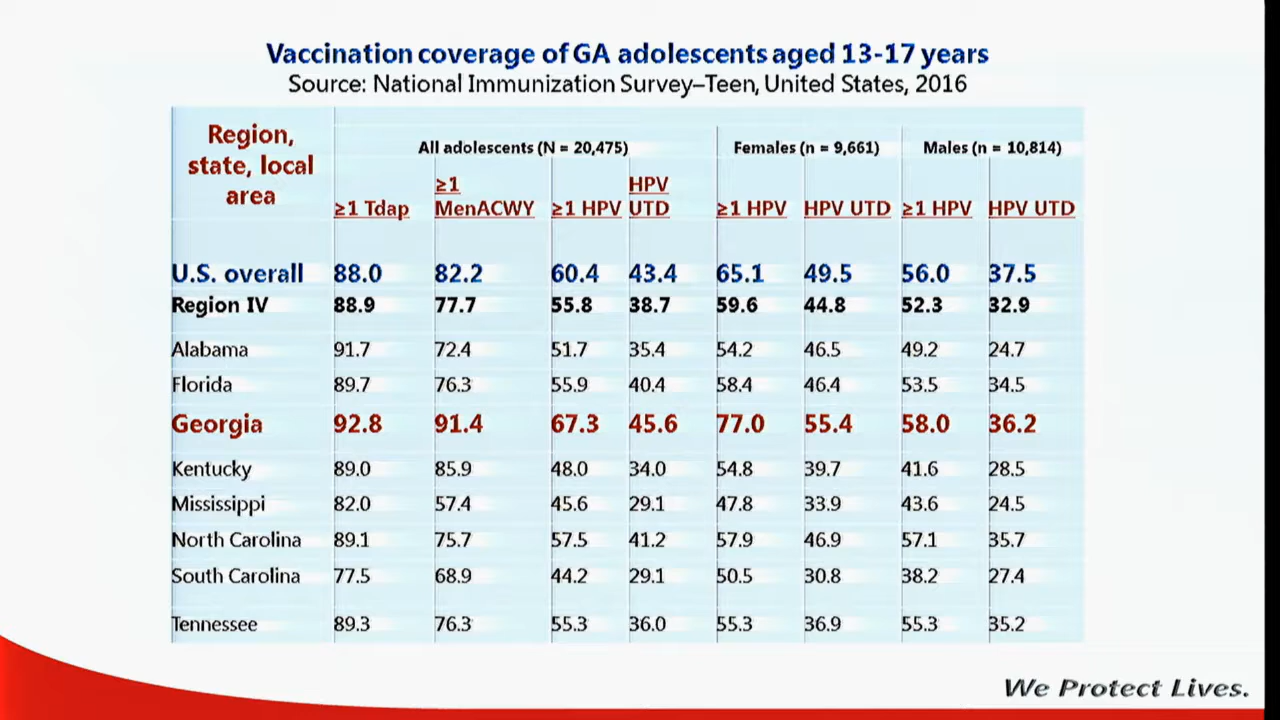 Vaccination coverage of GA adolescents aged 13-17 years
Source: National Immunization Survey–Teen, United States, 2016
Region, state, local area
All adolescents (N = 20,475) Females (n = 9,661) Males (n = 10,814)
≥1 Tdap ≥1 MenACWY ≥1 HPV HPV UTD ≥1 HPV HPV UTD ≥1 HPV HPV UTD
U.S. overall 88.0 82.2 60.4 43.4 65.1 49.5 56.0 37.5
Region IV 88.9 77.7 55.8 38.7 59.6 44.8 52.3 32.9
Alabama 91.7 72.4 51.7 35.4 54.2 46.5 49.2 24.7
Florida 89.7 76.3 55.9 40.4 58.4 46.4 53.5 34.5
Georgia 92.8 91.4 67.3 45.6 77.0 55.4 58.0 36.2
Kentucky 89.0 85.9 48.0 34.0 54.8 39.7 41.6 28.5
Mississippi 82.0 57.4 45.6 29.1 47.8 33.9 43.6 24.5
North Carolina 89.1 75.7 57.5 41.2 57.9 46.9 57.1 35.7
South Carolina 77.5 68.9 44.2 29.1 50.5 30.8 38.2 27.4
Tennessee 89.3 76.3 55.3 36.0 55.3 36.9 55.3 35.2
We Protect Lives.